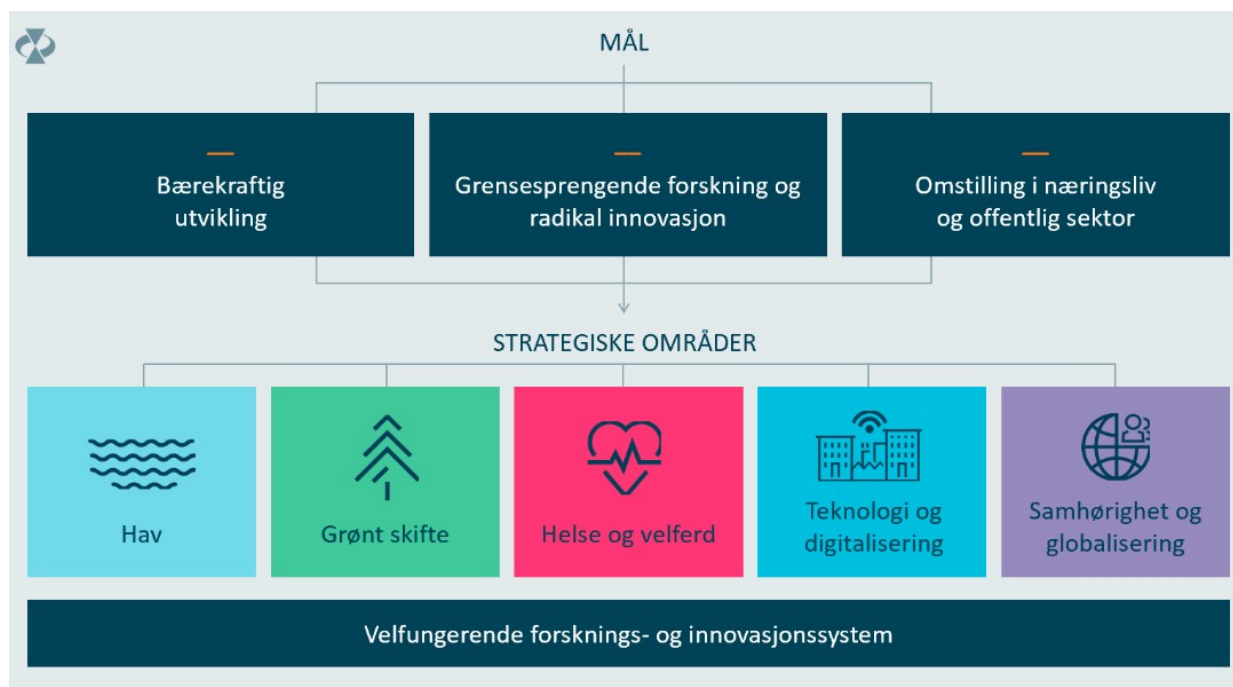 MÅL
Bærekraftig
utvikling
Grensesprengende forskning og
radikal innovasjon
Omstilling i næringsliv
og offentlig sektor
STRATEGISKE OMRÅDER
Hav
Grønt skifte
Helse og velferd
Teknologi og
digitalisering
Samhørighet og
globalisering
Velfungerende forsknings- og innovasjonssystem